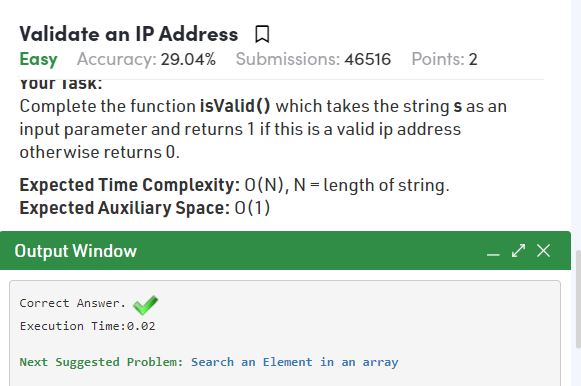 Validate an IP Address
Easy Accuracy: 29.04% Submissions: 46516 Points: 2
Your Task:
Complete the function isValid() which takes the string s as an
input parameter and returns 1 if this is a valid ip address
otherwise returns 0.
Expected Time Complexity: O(N), N = length of string.
Expected Auxiliary Space: O(1)
Output Window
Correct Answer.
Execution Time:0.02
Next Suggested Problem: Search an Element in an array